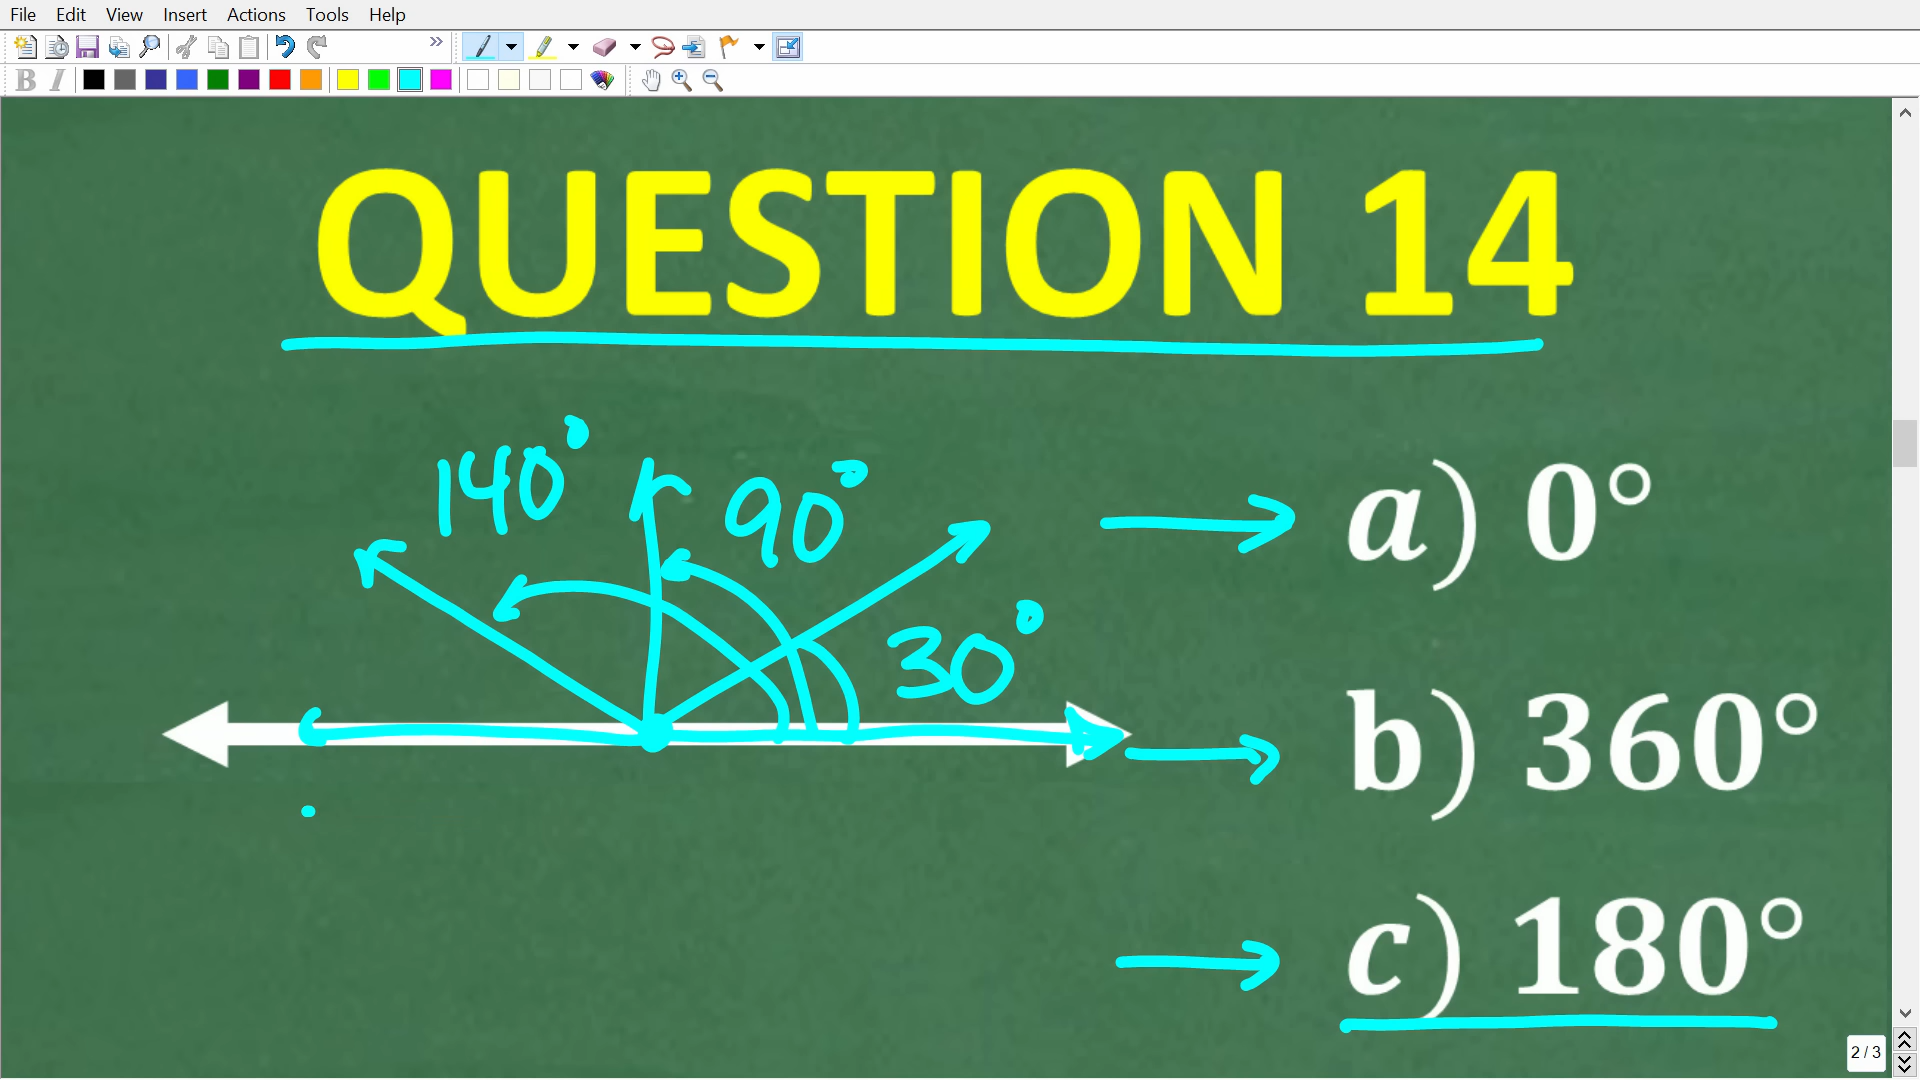 File Edit View Insert Actions Tools Help
B I
QUESTION 14
140°
90°
30°
a) 0°
b) 360°
c) 180°
2 / 3